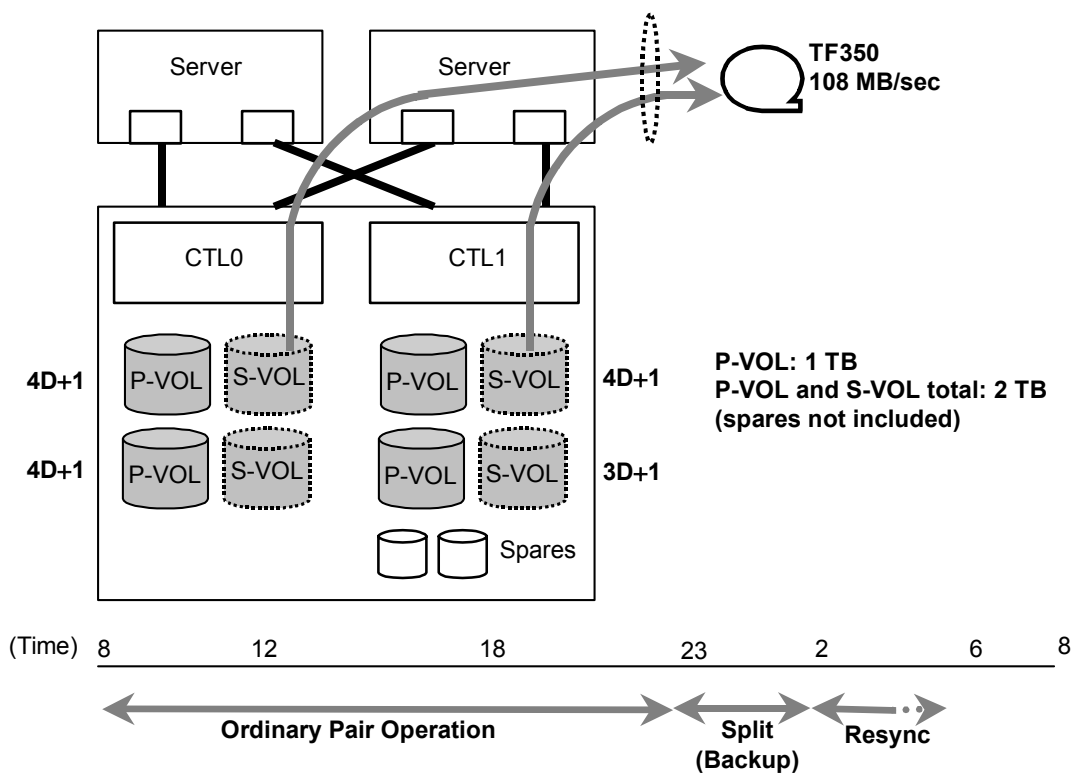 Server
Server
TF350
108 MB/sec
CTL0
CTL1
4D+1
P-VOL
S-VOL
P-VOL
S-VOL
4D+1
P-VOL: 1 TB
P-VOL and S-VOL total: 2 TB
(spares not included)
4D+1
P-VOL
S-VOL
P-VOL
S-VOL
3D+1
Spares
(Time) 8 12 18 23 2 6 8
Ordinary Pair Operation
Split
(Backup)
Resync